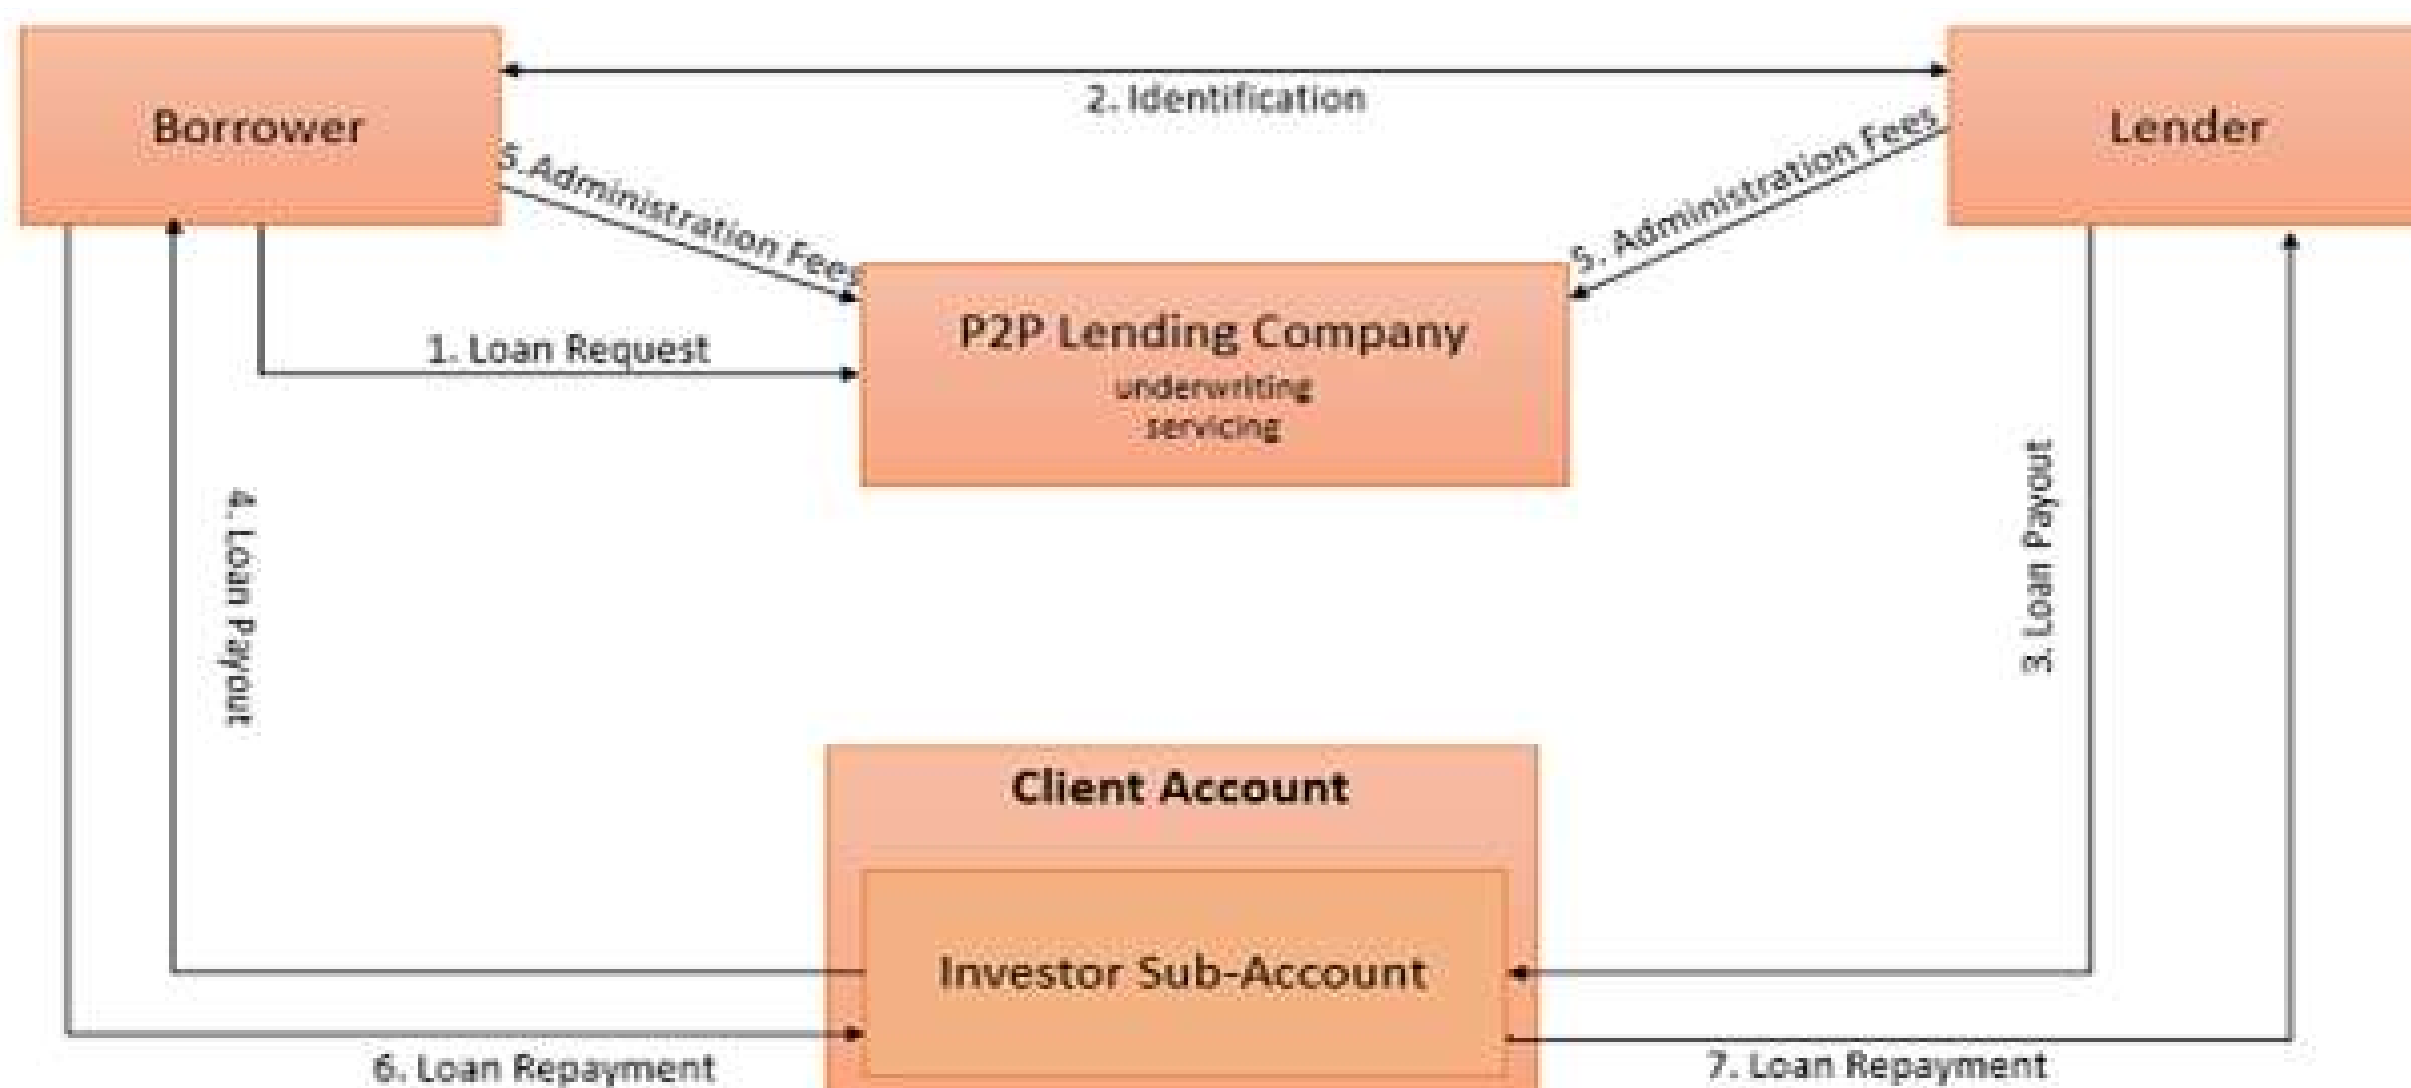 2. Identification
Borrower
Lender
5.Administration Fees
5. Administration Fees
P2P Lending Company
underwriting
servicing
1. Loan Request
4. Loan Payout
3. Loan Payout
Client Account
Investor Sub-Account
6. Loan Repayment
7. Loan Repayment